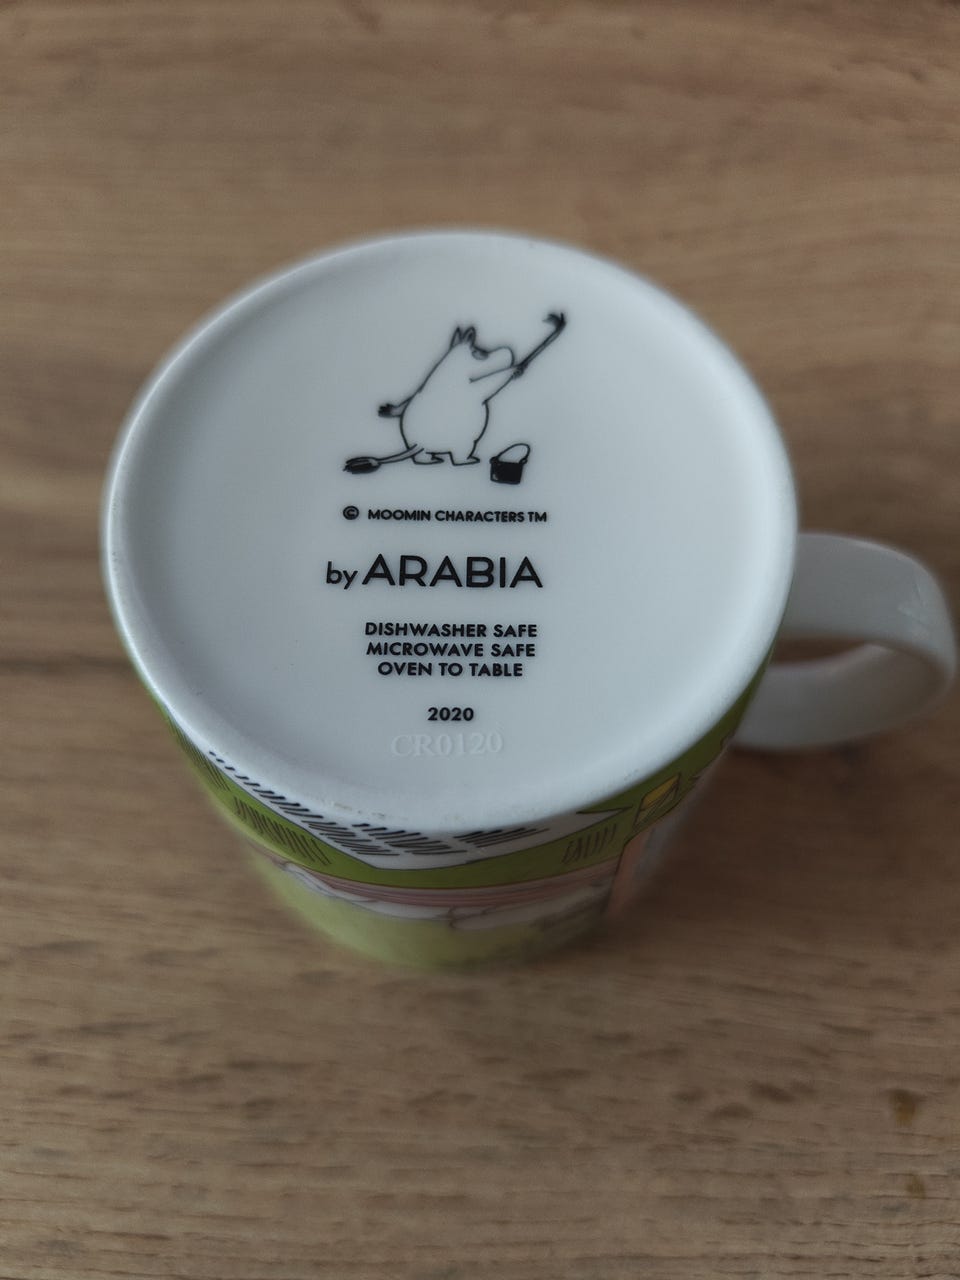 © MOOMIN CHARACTERS TM
by ARABIA
DISHWASHER SAFE
MICROWAVE SAFE
OVEN TO TABLE
2020
CR0120